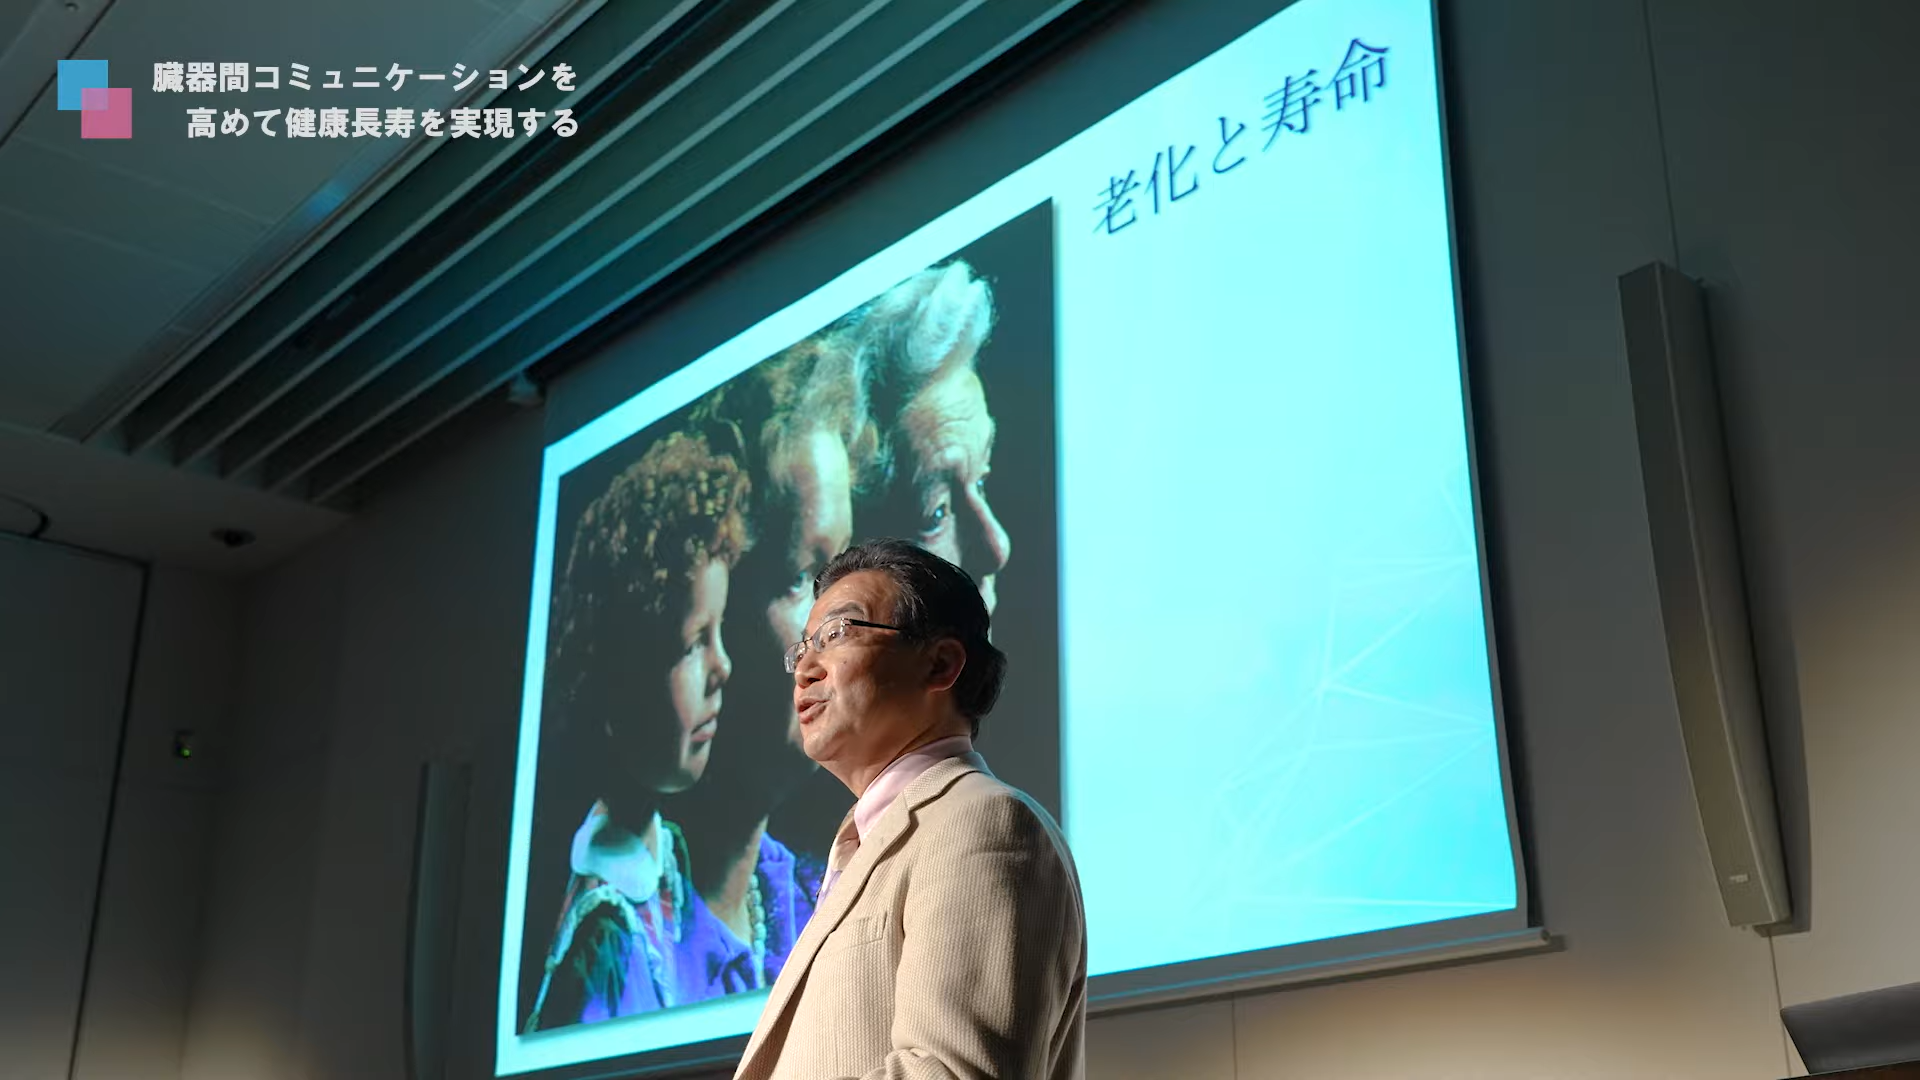 臓器間コミュニケーションを
高めて健康長寿を実現する
老化と寿命